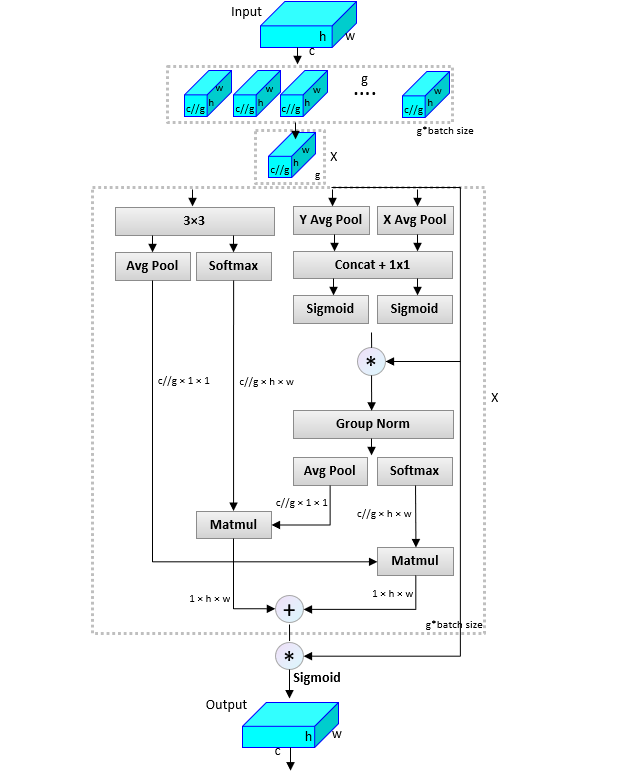 Input
h
w
c
g
w
w
w
w
h
h
h
h
c//g
c//g
c//g
c//g
....
g*batch size
w
h
X
c//g
g
3×3
Y Avg Pool
X Avg Pool
Avg Pool
Softmax
Concat + 1x1
Sigmoid
Sigmoid
*
c//g × 1 × 1
c//g × h × w
X
Group Norm
Avg Pool
Softmax
c//g × 1 × 1
c//g × h × w
Matmul
Matmul
1 × h × w
1 × h × w
+
g*batch size
*
Sigmoid
Output
h
w
c